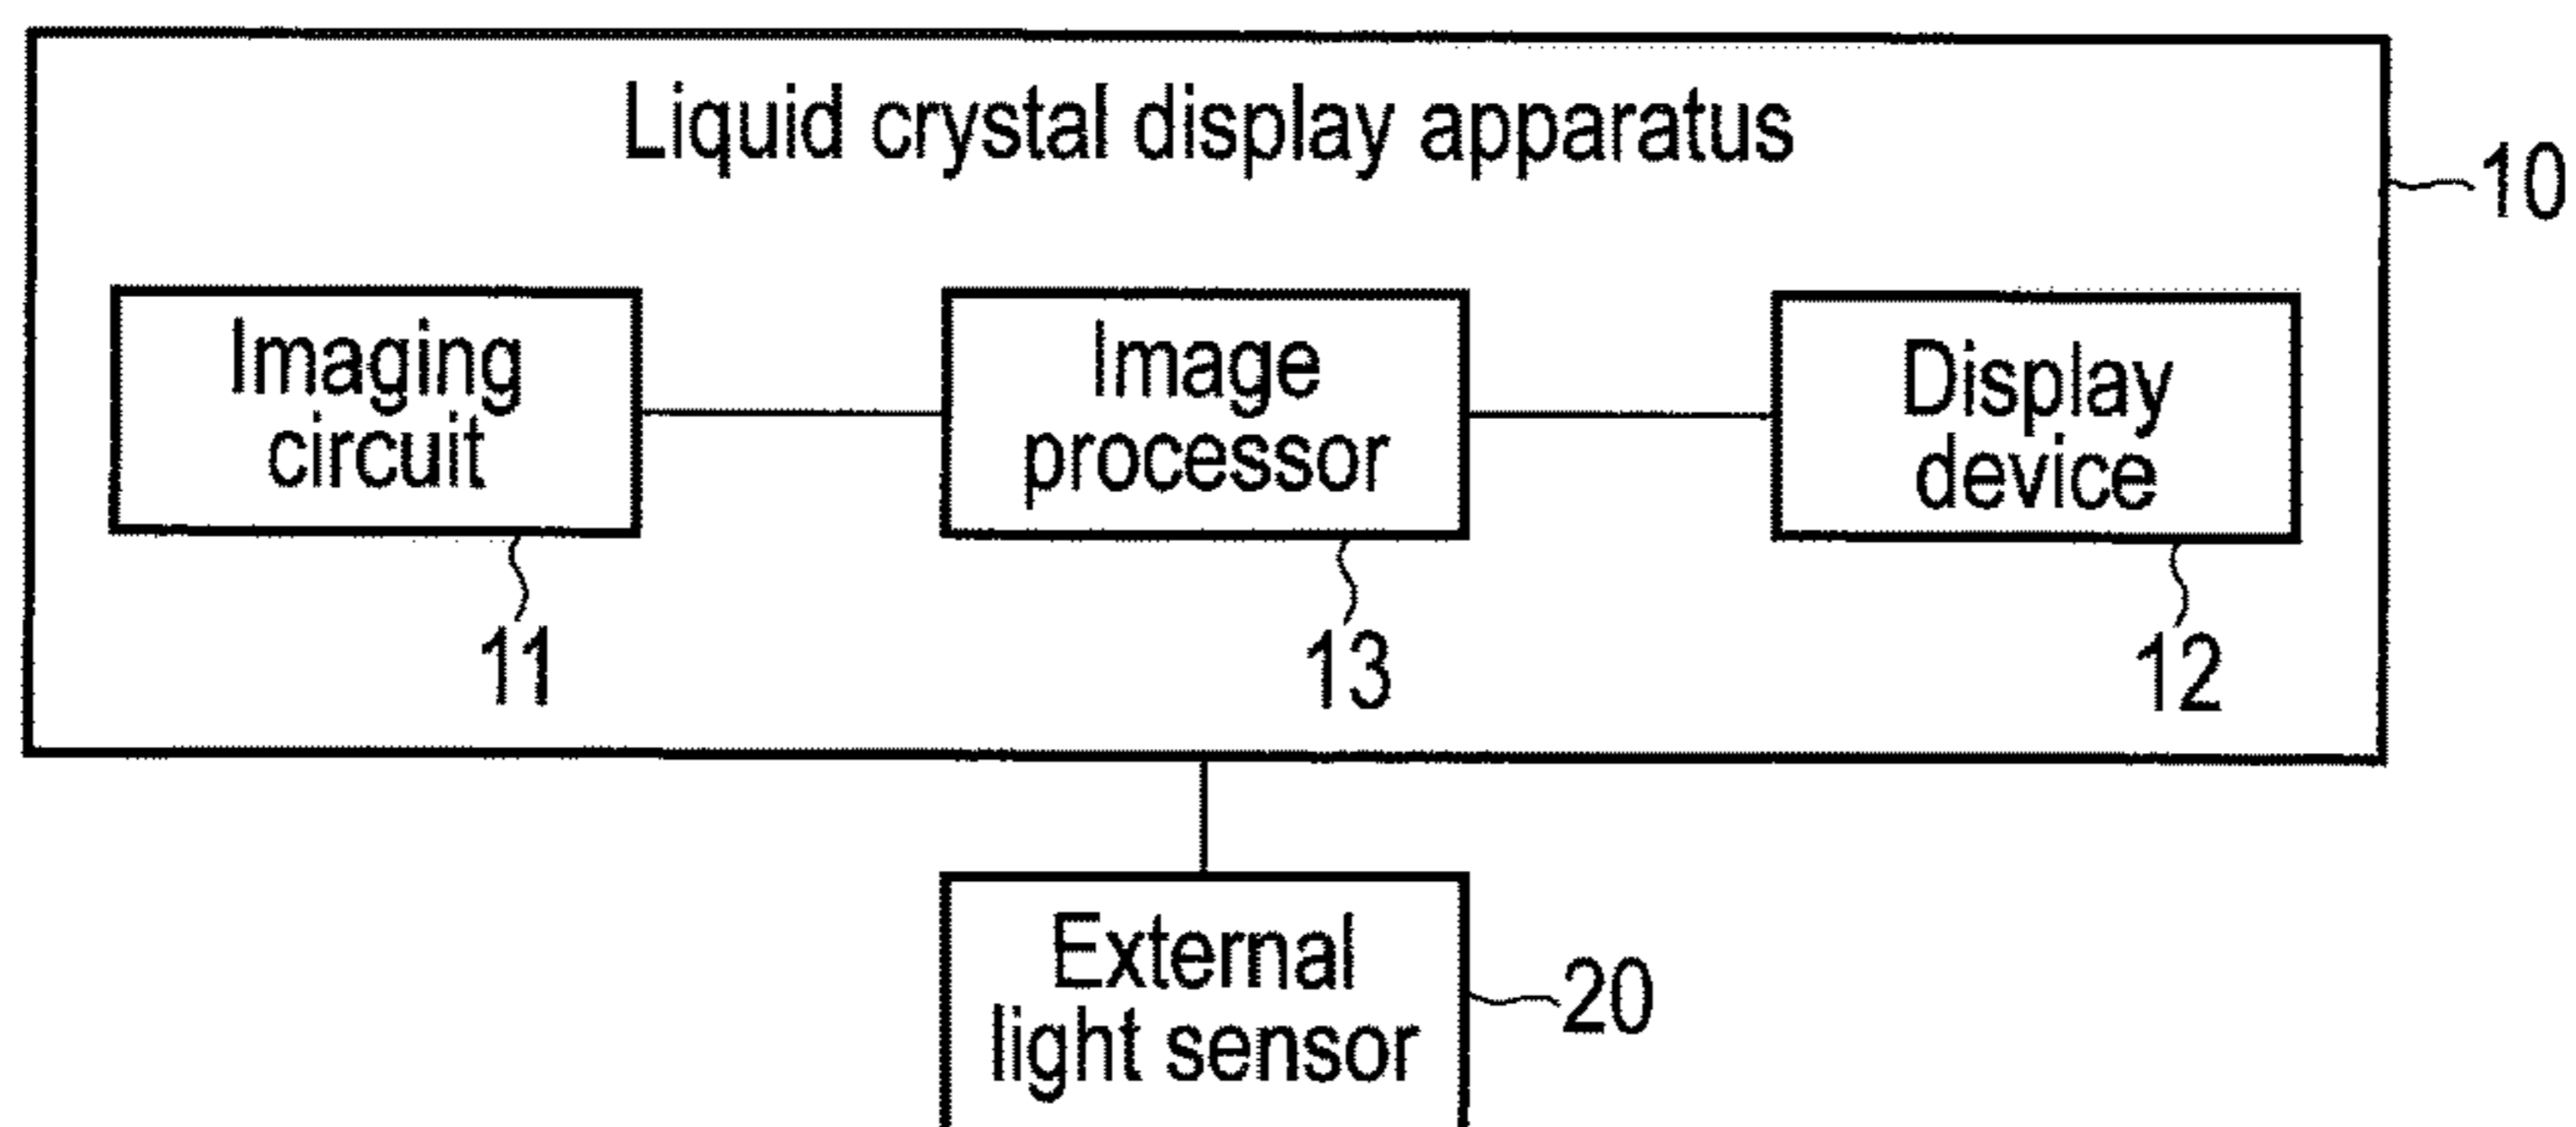 Liquid crystal display apparatus
10
Imaging
circuit
Image
processor
Display
device
11
13
12
External
light sensor
20